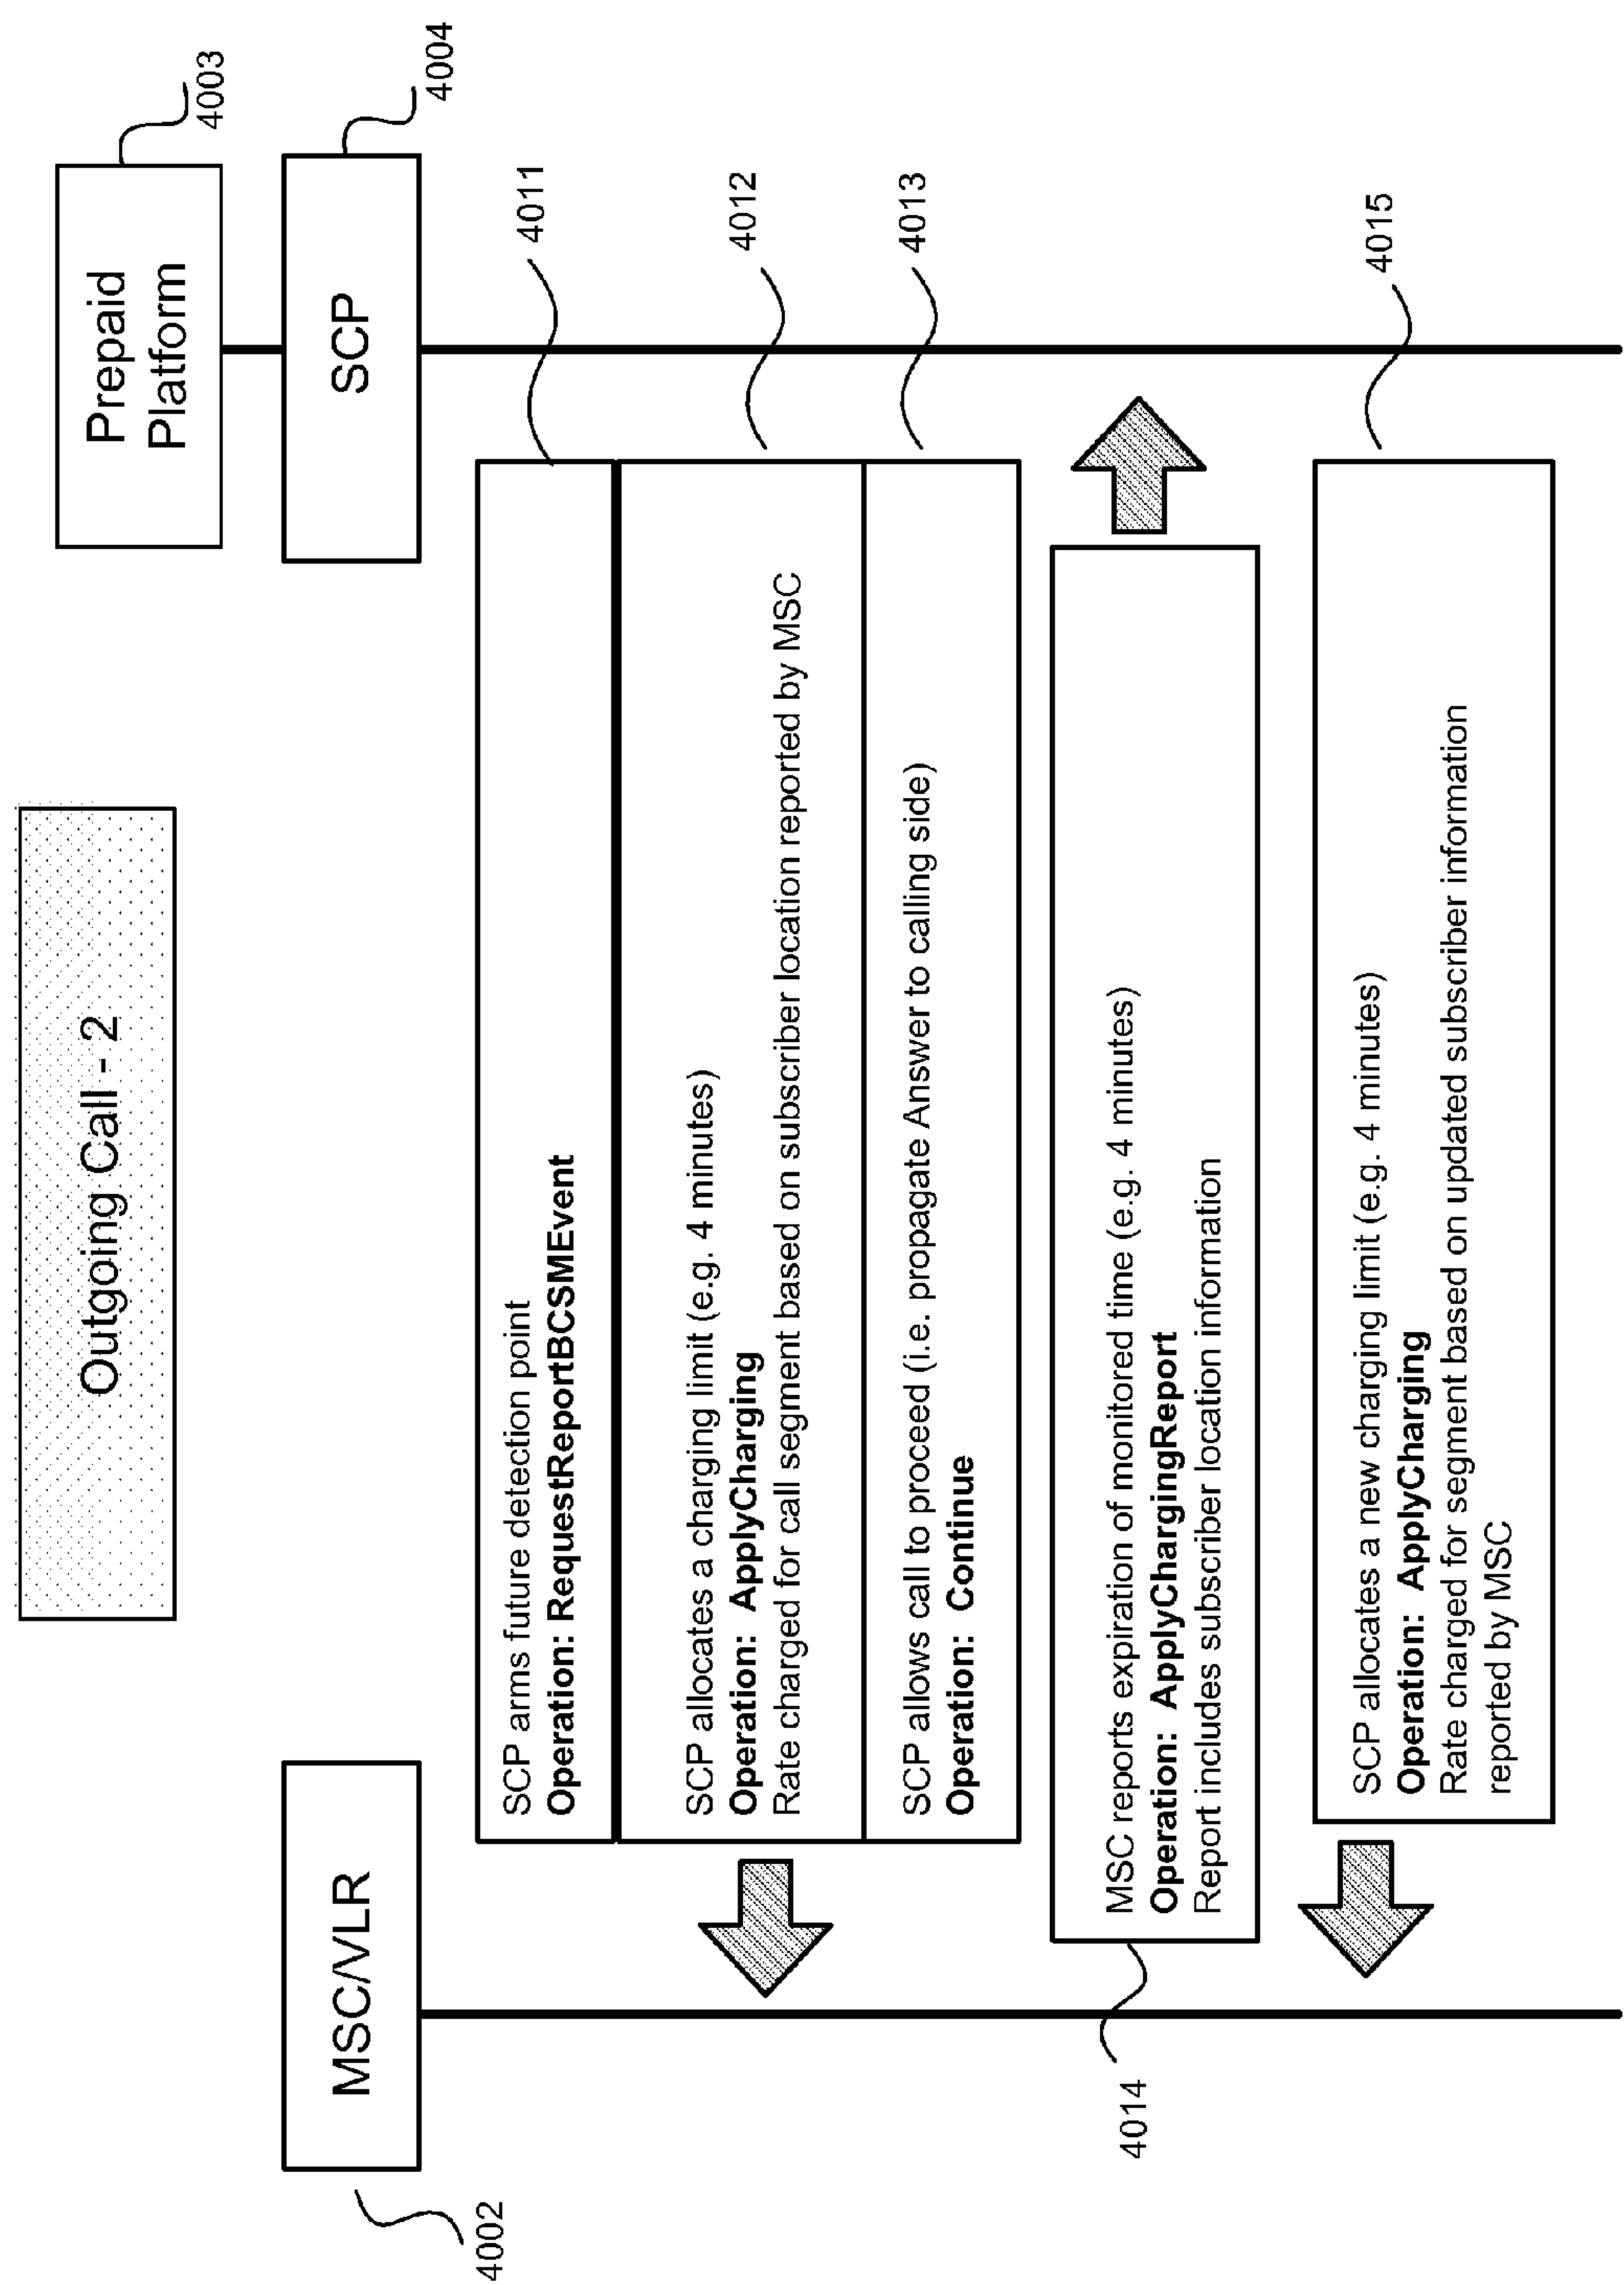 Outgoing Call - 2
Prepaid
Platform
4003
MSC/VLR
4002
SCP
4004
SCP arms future detection point
Operation: RequestReportBCSMEvent
4011
SCP allocates a charging limit (e.g. 4 minutes)
Operation: ApplyCharging
Rate charged for call segment based on subscriber location reported by MSC
4012
SCP allows call to proceed (i.e. propagate Answer to calling side)
Operation: Continue
4013
4014
MSC reports expiration of monitored time (e.g. 4 minutes)
Operation: ApplyChargingReport
Report includes subscriber location information
SCP allocates a new charging limit (e.g. 4 minutes)
Operation: ApplyCharging
Rate charged for segment based on updated subscriber information
reported by MSC
4015